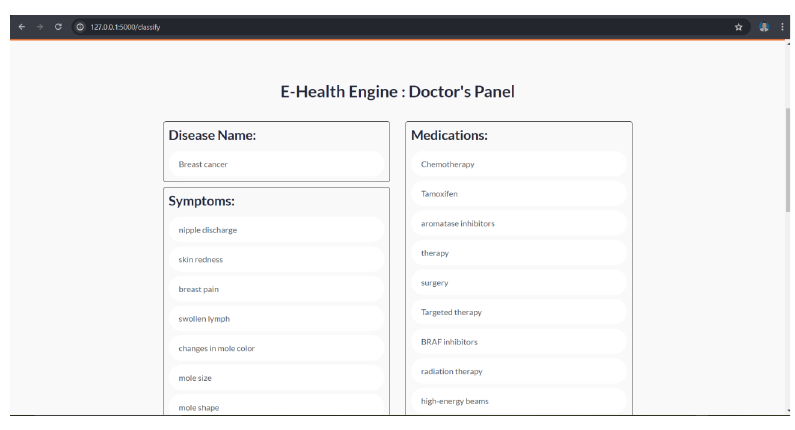 127.0.0.1:5000/classify
E-Health Engine : Doctor's Panel
Disease Name:
Breast cancer
Symptoms:
nipple discharge
skin redness
breast pain
swollen lymph
changes in mole color
mole size
mole shape
Medications:
Chemotherapy
Tamoxifen
aromatase inhibitors
therapy
surgery
Targeted therapy
BRAF inhibitors
radiation therapy
high-energy beams